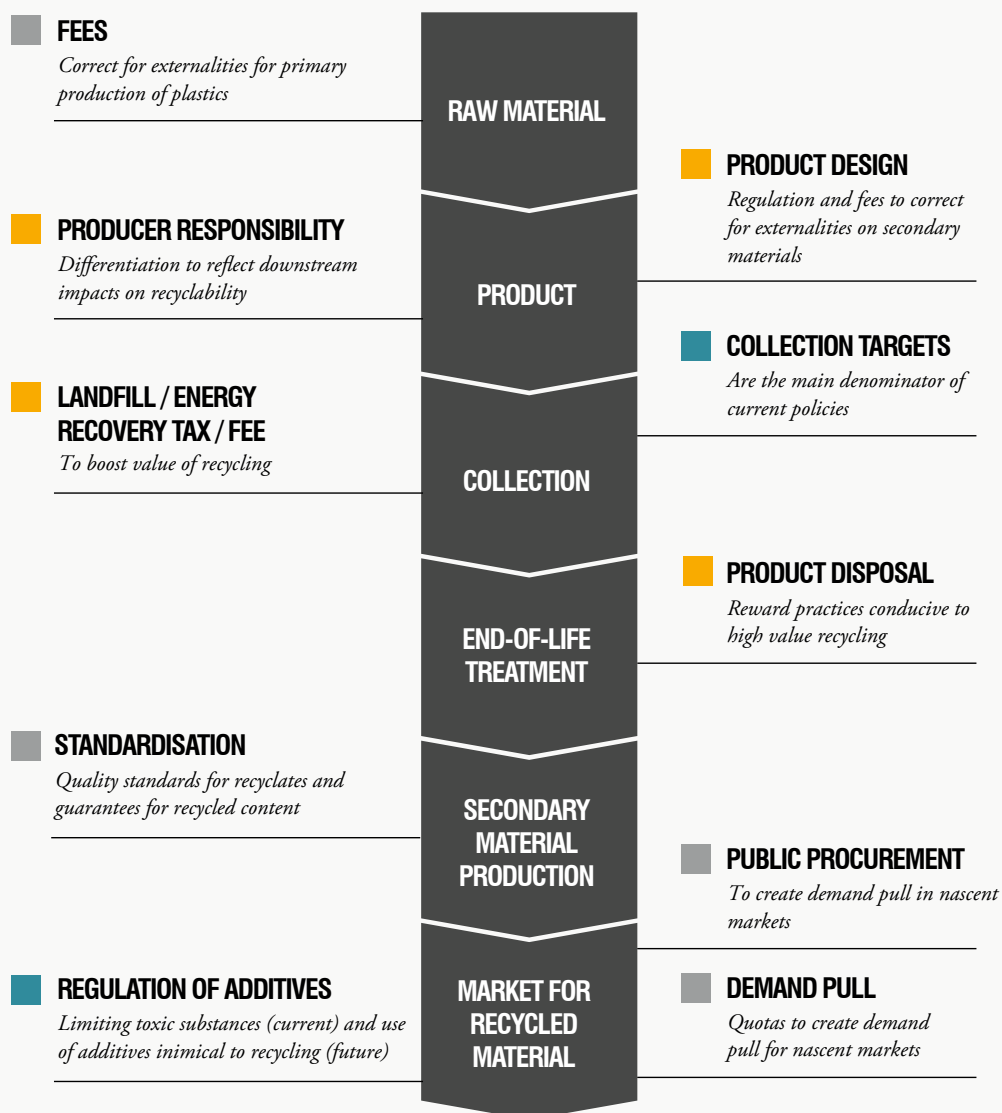 FEES
Correct for externalities for primary
production of plastics
RAW MATERIAL
PRODUCT DESIGN
Regulation and fees to correct
for externalities on secondary
materials
PRODUCER RESPONSIBILITY
Differentiation to reflect downstream
impacts on recyclability
PRODUCT
COLLECTION TARGETS
Are the main denominator of
current policies
LANDFILL / ENERGY
RECOVERY TAX / FEE
To boost value of recycling
COLLECTION
PRODUCT DISPOSAL
Reward practices conducive to
high value recycling
END-OF-LIFE
TREATMENT
STANDARDISATION
Quality standards for recyclates and
guarantees for recycled content
SECONDARY
MATERIAL
PRODUCTION
PUBLIC PROCUREMENT
To create demand pull in nascent
markets
REGULATION OF ADDITIVES
Limiting toxic substances (current) and use
of additives inimical to recycling (future)
MARKET FOR
RECYCLED
MATERIAL
DEMAND PULL
Quotas to create demand
pull for nascent markets